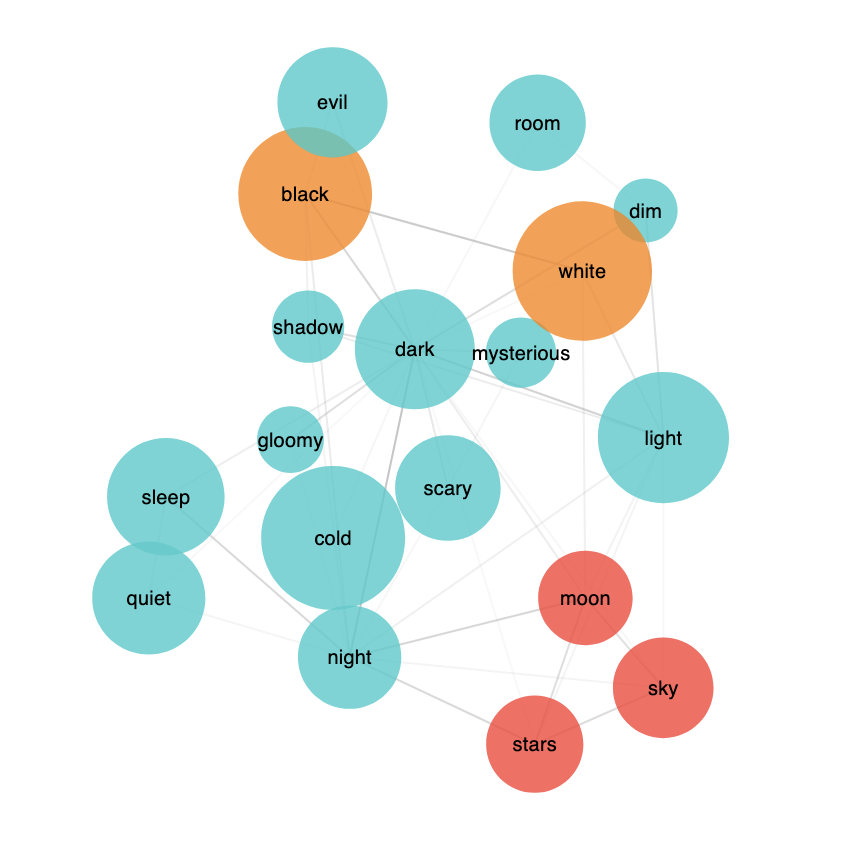 evil
room
black
dim
white
shadow
dark
mysterious
gloomy
light
scary
sleep
cold
quiet
moon
night
sky
stars